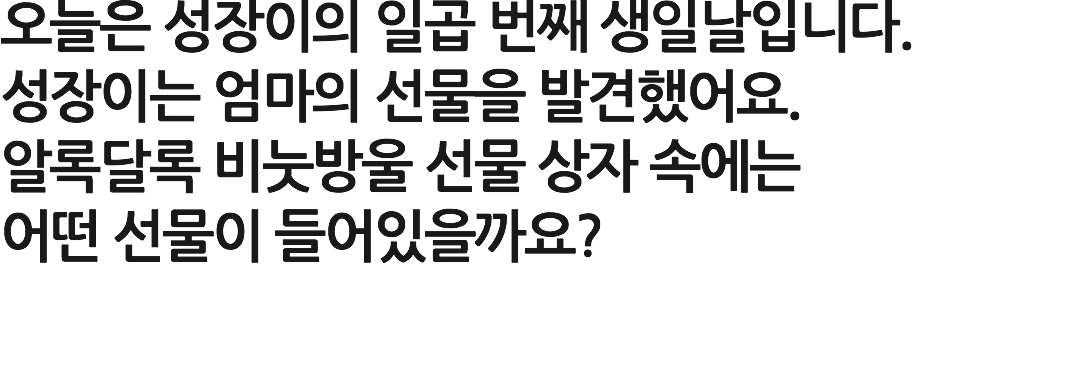 오늘은 성장이의 일곱 번째 생일날입니다.
성장이는 엄마의 선물을 발견했어요.
알록달록 비눗방울 선물 상자 속에는
어떤 선물이 들어있을까요?